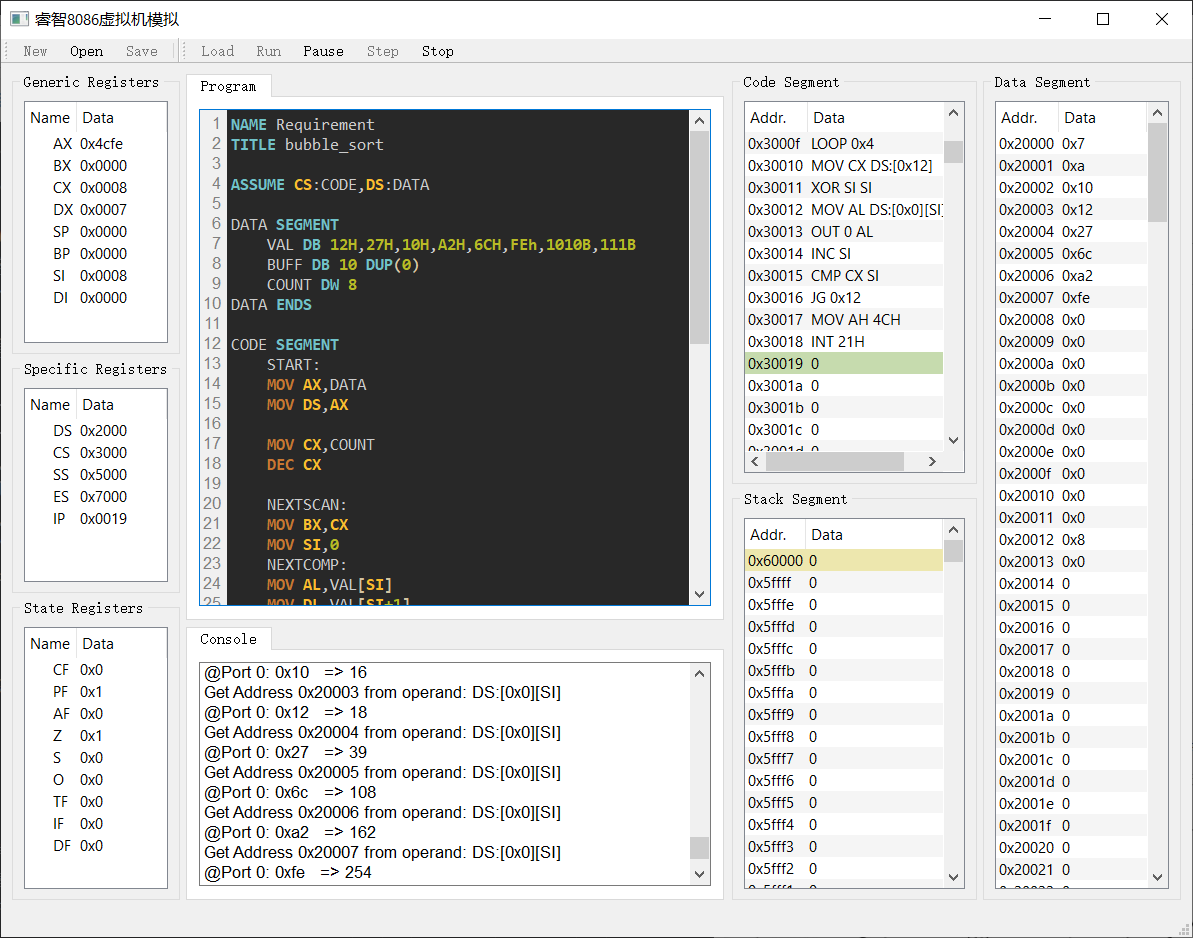 睿智8086虚拟机模拟
New Open Save Load Run Pause Step Stop
Generic Registers
Name Data
AX 0x4cfe
BX 0x0000
CX 0x0008
DX 0x0007
SP 0x0000
BP 0x0000
SI 0x0008
DI 0x0000
Specific Registers
Name Data
DS 0x2000
CS 0x3000
SS 0x5000
ES 0x7000
IP 0x0019
State Registers
Name Data
CF 0x0
PF 0x1
AF 0x0
Z 0x1
S 0x0
O 0x0
TF 0x0
IF 0x0
DF 0x0
Program
1 NAME Requirement
2 TITLE bubble_sort
3
4 ASSUME CS:CODE,DS:DATA
5
6 DATA SEGMENT
7 VAL DB 12H,27H,10H,A2H,6CH,FEh,1010B,111B
8 BUFF DB 10 DUP(0)
9 COUNT DW 8
10 DATA ENDS
11
12 CODE SEGMENT
13 START:
14 MOV AX,DATA
15 MOV DS,AX
16
17 MOV CX,COUNT
18 DEC CX
19
20 NEXTSCAN:
21 MOV BX,CX
22 MOV SI,0
23 NEXTCOMP:
24 MOV AL,VAL[SI]
25 MOV DL,VAL[SI+1]
Console
@Port 0: 0x10 => 16
Get Address 0x20003 from operand: DS:[0x0][SI]
@Port 0: 0x12 => 18
Get Address 0x20004 from operand: DS:[0x0][SI]
@Port 0: 0x27 => 39
Get Address 0x20005 from operand: DS:[0x0][SI]
@Port 0: 0x6c => 108
Get Address 0x20006 from operand: DS:[0x0][SI]
@Port 0: 0xa2 => 162
Get Address 0x20007 from operand: DS:[0x0][SI]
@Port 0: 0xfe => 254
Code Segment
Addr. Data
0x3000f LOOP 0x4
0x30010 MOV CX DS:[0x12]
0x30011 XOR SI SI
0x30012 MOV AL DS:[0x0][SI]
0x30013 OUT 0 AL
0x30014 INC SI
0x30015 CMP CX SI
0x30016 JG 0x12
0x30017 MOV AH 4CH
0x30018 INT 21H
0x30019 0
0x3001a 0
0x3001b 0
0x3001c 0
0x3001d 0
Stack Segment
Addr. Data
0x60000 0
0x5ffff 0
0x5fffe 0
0x5fffd 0
0x5fffc 0
0x5fffb 0
0x5fffa 0
0x5fff9 0
0x5fff8 0
0x5fff7 0
0x5fff6 0
0x5fff5 0
0x5fff4 0
0x5fff3 0
0x5fff2 0
0x5fff1 0
Data Segment
Addr. Data
0x20000 0x7
0x20001 0xa
0x20002 0x10
0x20003 0x12
0x20004 0x27
0x20005 0x6c
0x20006 0xa2
0x20007 0xfe
0x20008 0x0
0x20009 0x0
0x2000a 0x0
0x2000b 0x0
0x2000c 0x0
0x2000d 0x0
0x2000e 0x0
0x2000f 0x0
0x20010 0x0
0x20011 0x0
0x20012 0x8
0x20013 0x0
0x20014 0
0x20015 0
0x20016 0
0x20017 0
0x20018 0
0x20019 0
0x2001a 0
0x2001b 0
0x2001c 0
0x2001d 0
0x2001e 0
0x2001f 0
0x20020 0
0x20021 0
0x20022 0